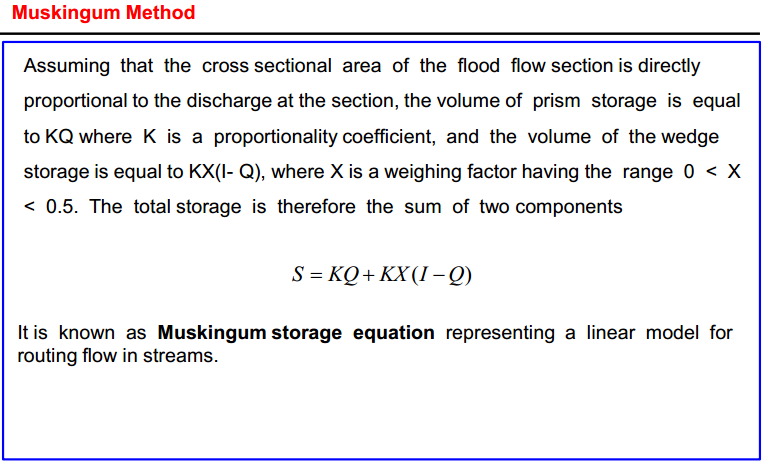 Muskingum Method
Assuming that the cross sectional area of the flood flow section is directly
proportional to the discharge at the section, the volume of prism storage is equal
to KQ where K is a proportionality coefficient, and the volume of the wedge
storage is equal to KX(I- Q), where X is a weighing factor having the range 0 < X
< 0.5. The total storage is therefore the sum of two components
S = KQ + KX(I − Q)
It is known as Muskingum storage equation representing a linear model for
routing flow in streams.